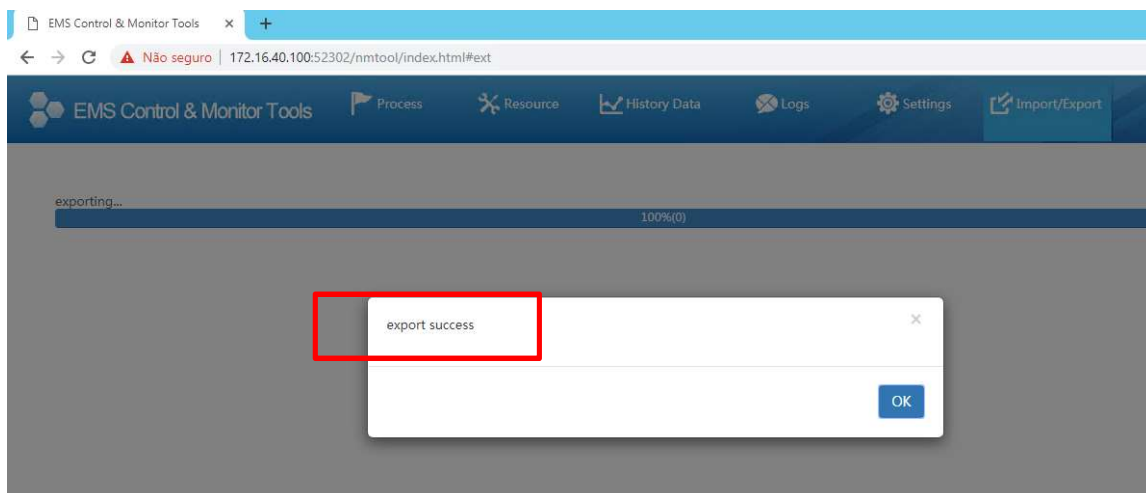 EMS Control & Monitor Tools
Não seguro | 172.16.40.100:52302/nmtool/index.html#ext
EMS Control & Monitor Tools Process Resource History Data Logs Settings Import/Export
exporting...
100%(0)
export success
OK